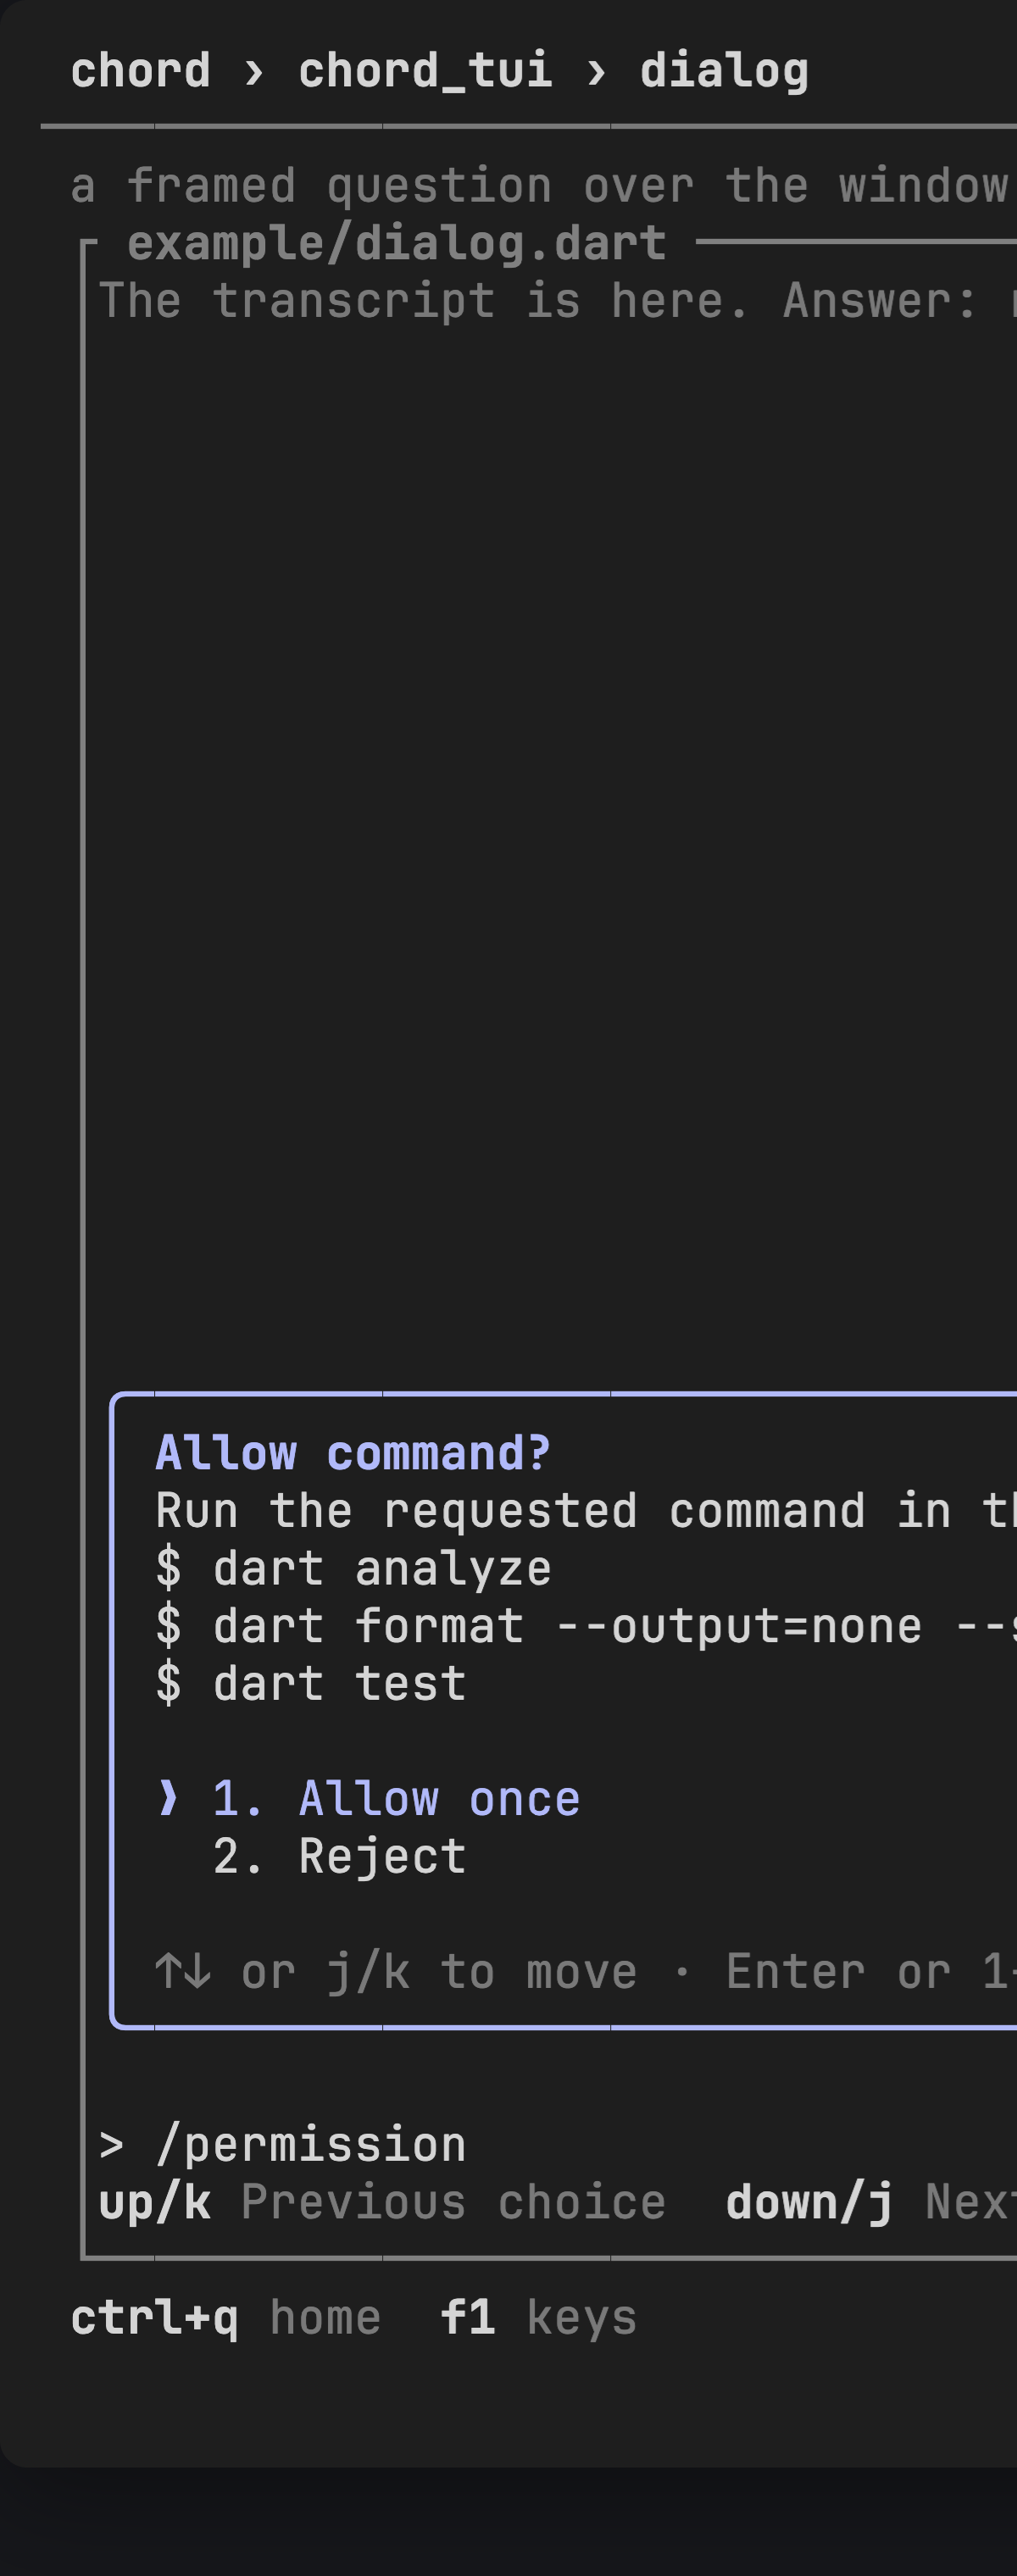 chord › chord_tui › dialog
a framed question over the window
example/dialog.dart
The transcript is here. Answer:
Allow command?
Run the requested command in
$ dart analyze
$ dart format --output=none
$ dart test
❯ 1. Allow once
2. Reject
↑↓ or j/k to move · Enter or
> /permission
up/k Previous choice down/j
ctrl+q home f1 keys